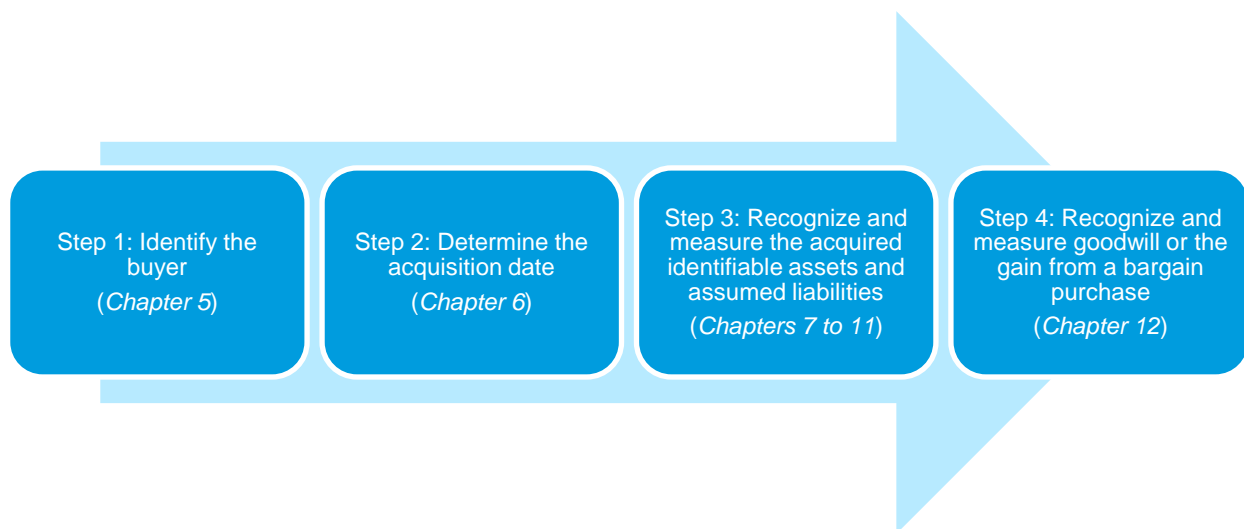 Step 1: Identify the
buyer
(Chapter 5)
Step 2: Determine the
acquisition date
(Chapter 6)
Step 3: Recognize and
measure the acquired
identifiable assets and
assumed liabilities
(Chapters 7 to 11)
Step 4: Recognize and
measure goodwill or the
gain from a bargain
purchase
(Chapter 12)